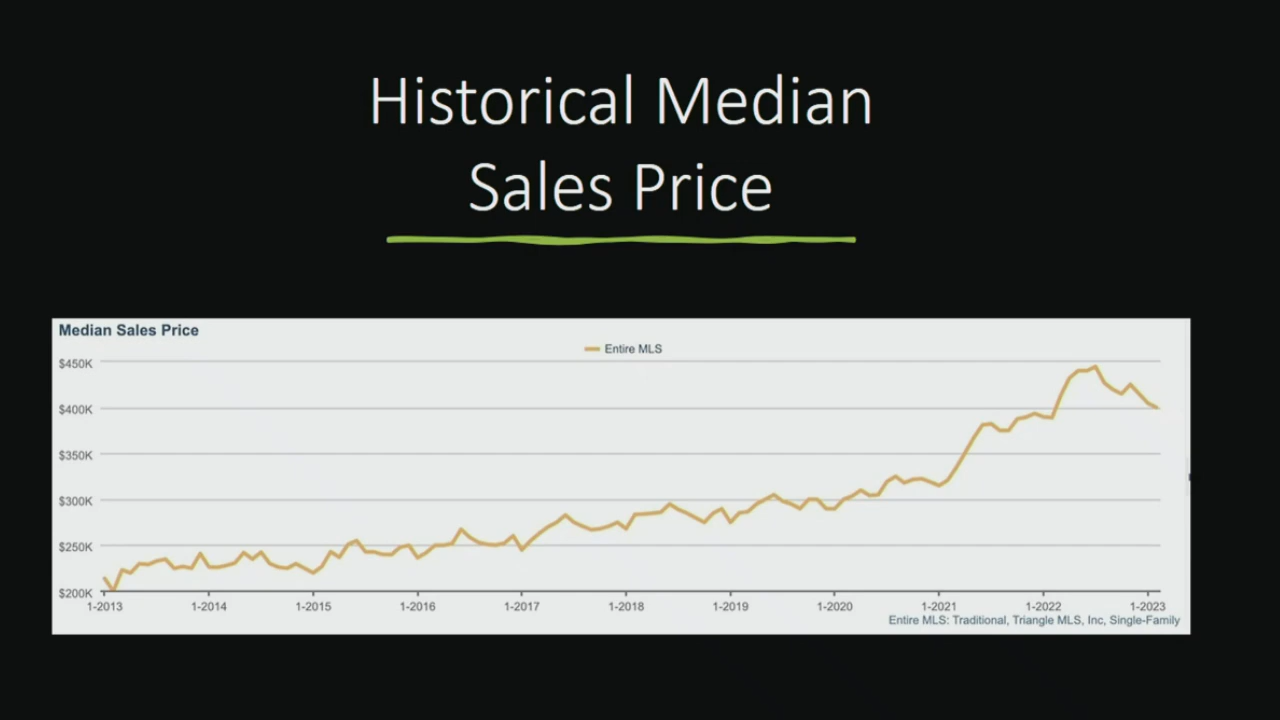 Historical Median
Sales Price
Median Sales Price
Entire MLS
$450K
$400K
$350K
$300K
$250K
$200K
1-2013 1-2014 1-2015 1-2016 1-2017 1-2018 1-2019 1-2020 1-2021 1-2022 1-2023
Entire MLS: Traditional, Triangle MLS, Inc, Single-Family